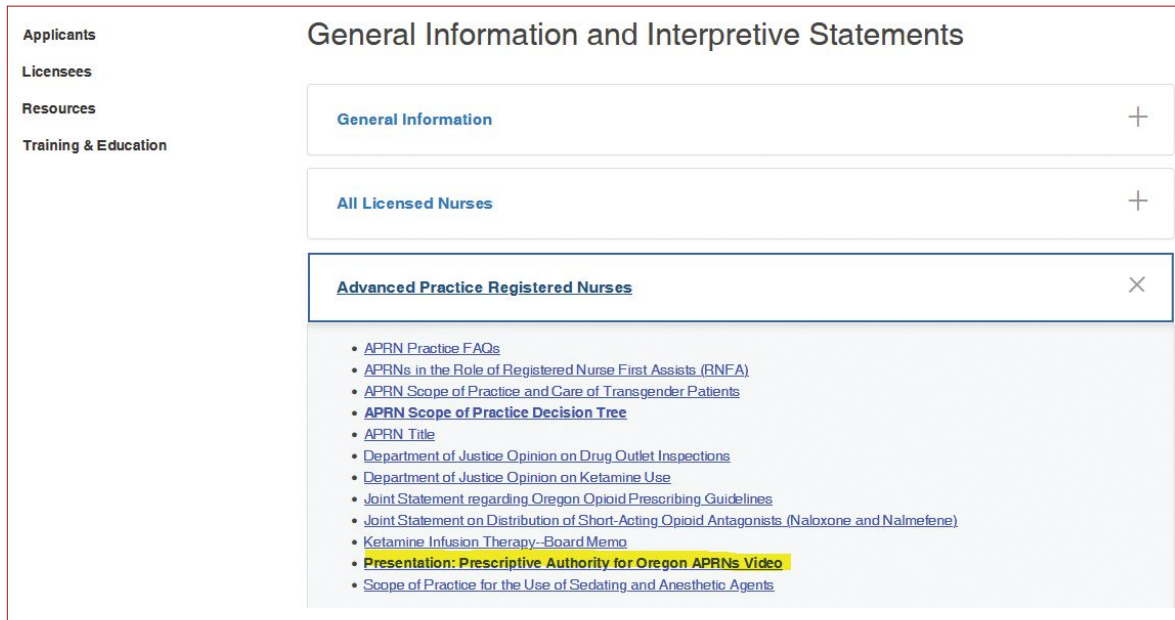 Applicants
Licensees
Resources
Training & Education
General Information and Interpretive Statements
General Information
All Licensed Nurses
Advanced Practice Registered Nurses
• APRN Practice FAQs
• APRNs in the Role of Registered Nurse First Assists (RNFA)
• APRN Scope of Practice and Care of Transgender Patients
• APRN Scope of Practice Decision Tree
• APRN Title
• Department of Justice Opinion on Drug Outlet Inspections
• Department of Justice Opinion on Ketamine Use
• Joint Statement regarding Oregon Opioid Prescribing Guidelines
• Joint Statement on Distribution of Short-Acting Opioid Antagonists (Naloxone and Nalmefene)
• Ketamine Infusion Therapy--Board Memo
• Presentation: Prescriptive Authority for Oregon APRNs Video
• Scope of Practice for the Use of Sedating and Anesthetic Agents